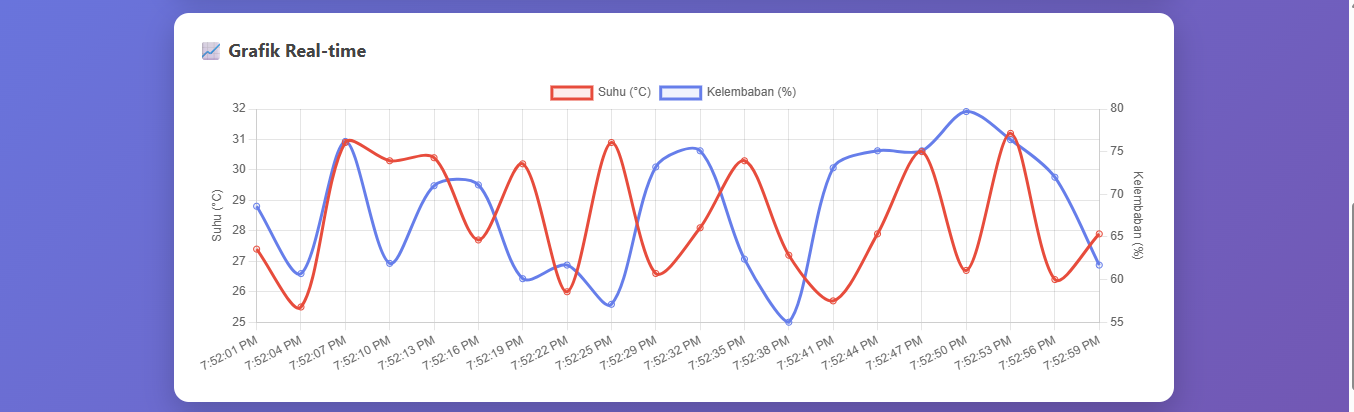 📈 Grafik Real-time
Suhu (°C) Kelembaban (%)
32
31
30
29
28
27
26
25
Suhu (°C)
80
75
70
65
60
55
Kelembaban (%)
7:52:01 PM
7:52:04 PM
7:52:07 PM
7:52:10 PM
7:52:13 PM
7:52:16 PM
7:52:19 PM
7:52:22 PM
7:52:25 PM
7:52:29 PM
7:52:32 PM
7:52:35 PM
7:52:38 PM
7:52:41 PM
7:52:44 PM
7:52:47 PM
7:52:50 PM
7:52:53 PM
7:52:56 PM
7:52:59 PM